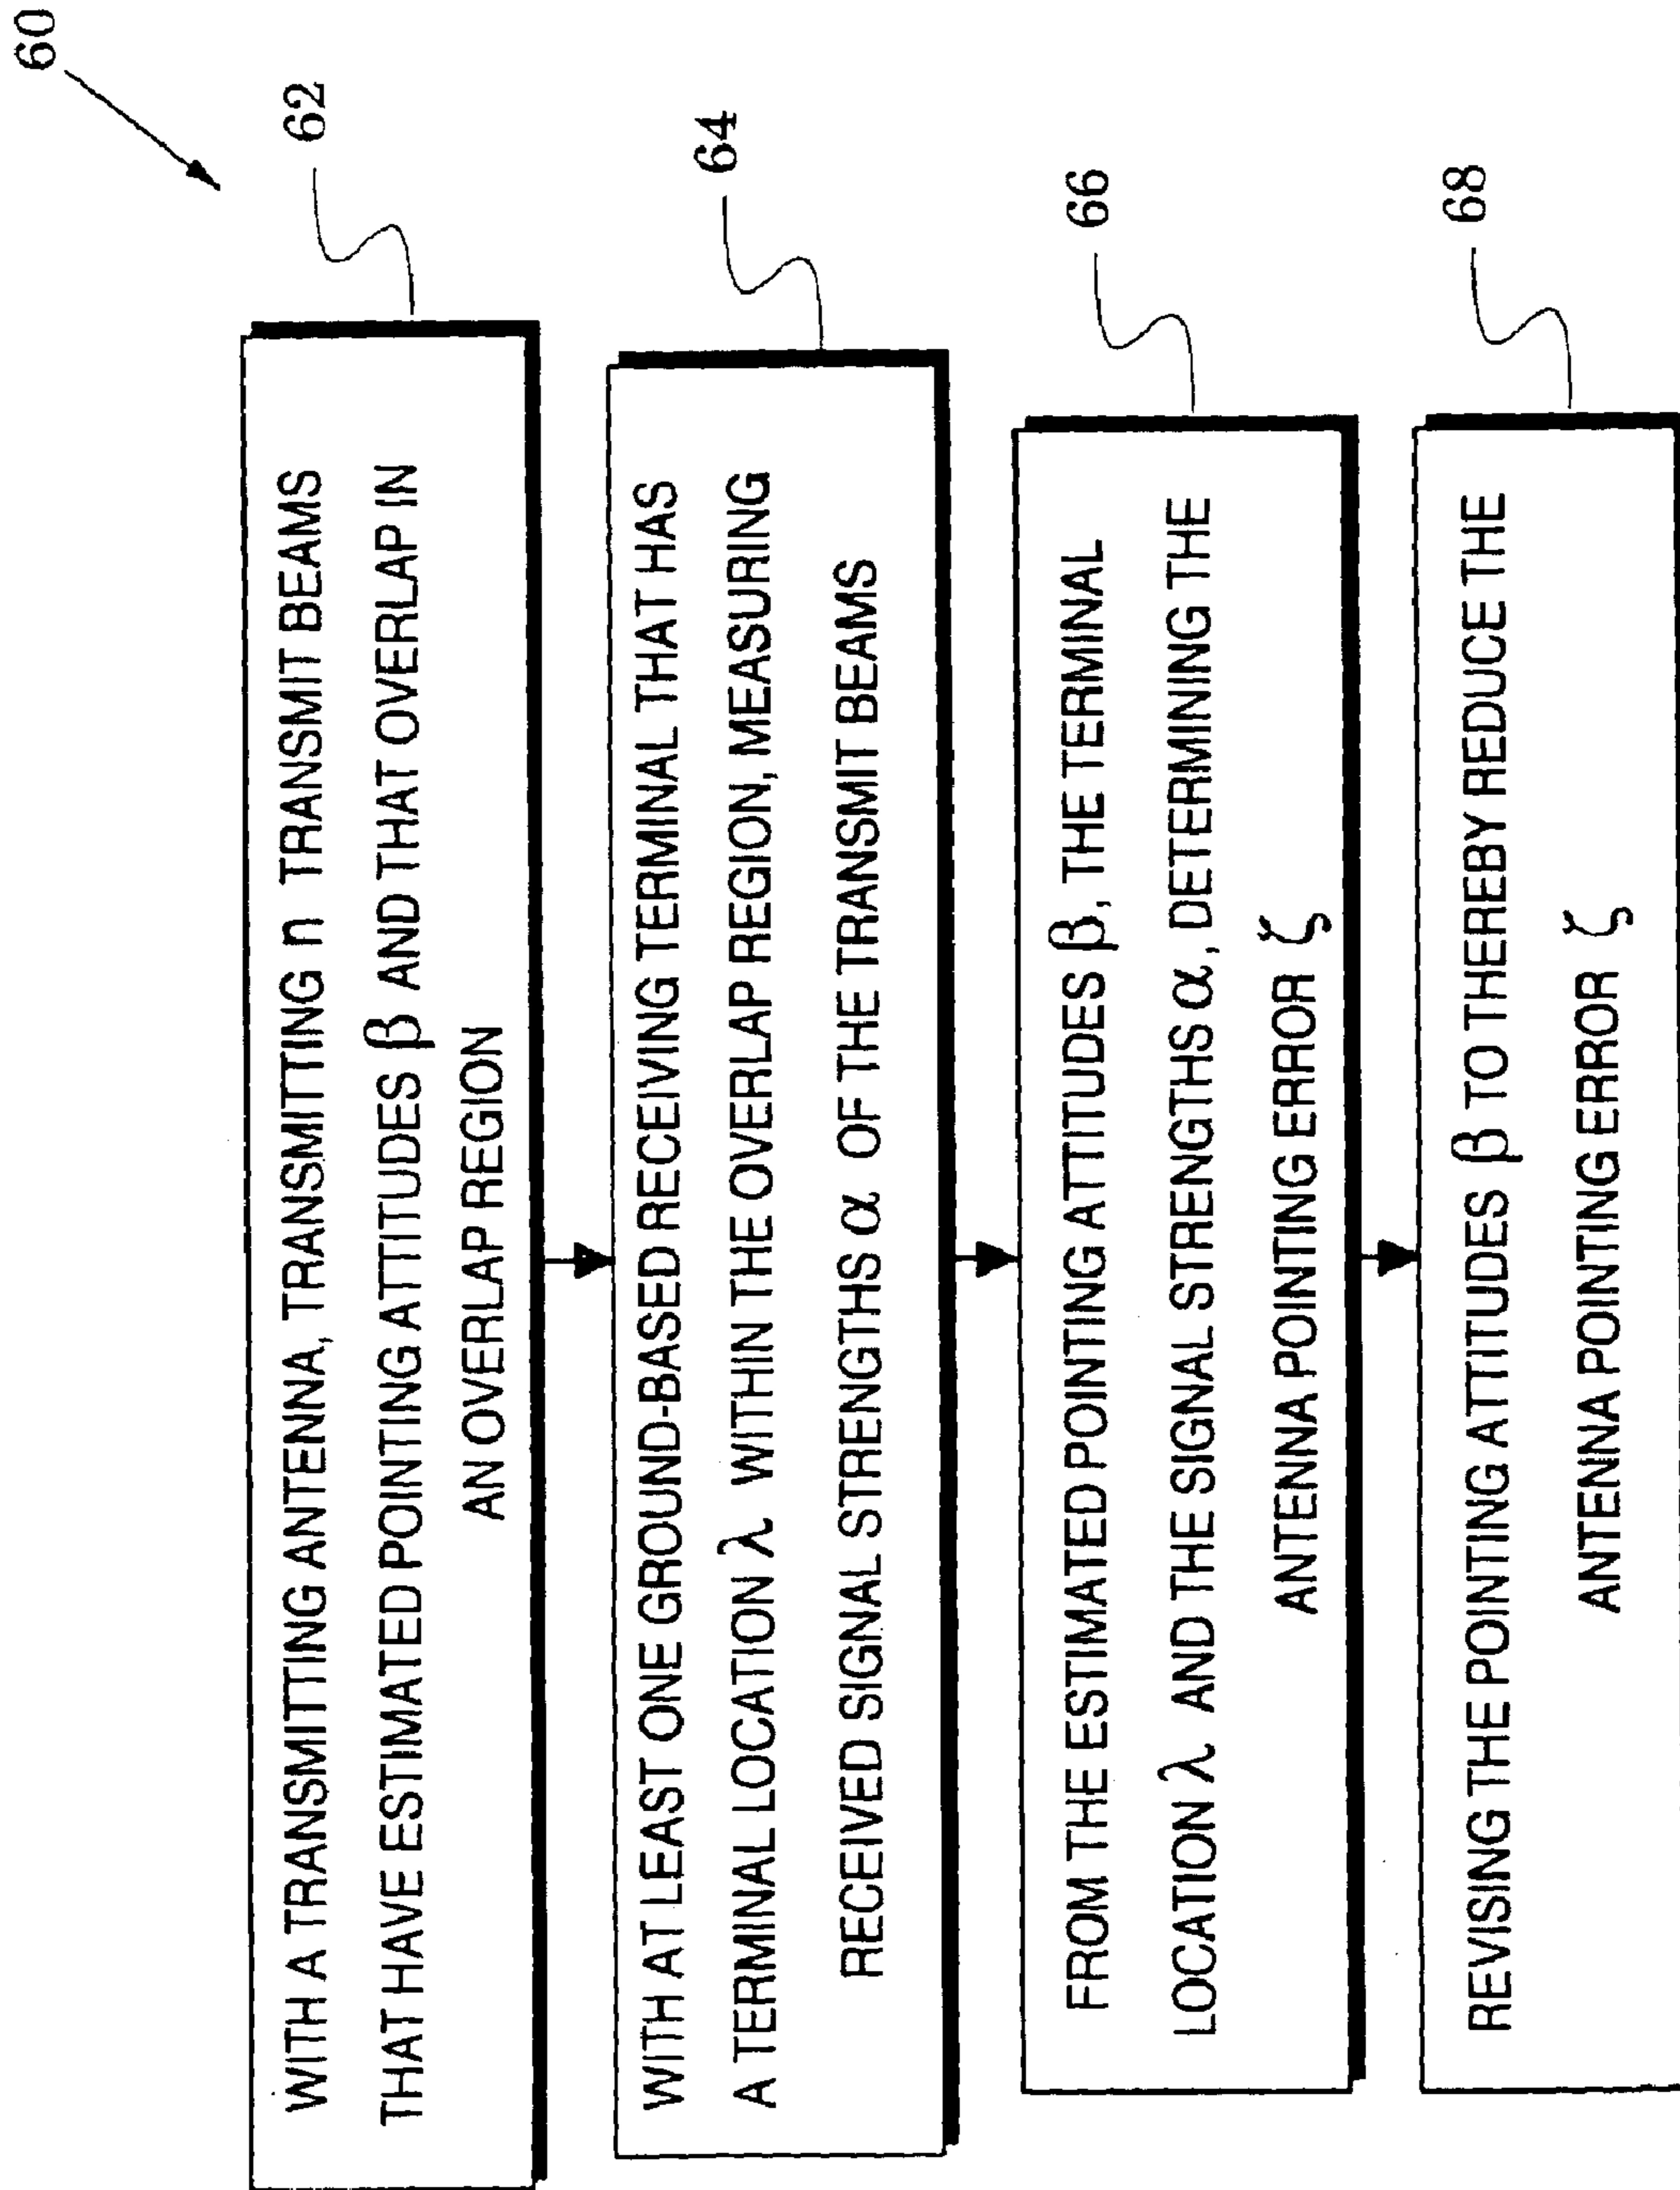 60
WITH A TRANSMITTING ANTENNA, TRANSMITTING n TRANSMIT BEAMS
THAT HAVE ESTIMATED POINTING ATTITUDES β AND THAT OVERLAP IN
AN OVERLAP REGION
62
WITH AT LEAST ONE GROUND-BASED RECEIVING TERMINAL THAT HAS
A TERMINAL LOCATION λ WITHIN THE OVERLAP REGION, MEASURING
RECEIVED SIGNAL STRENGTHS α OF THE TRANSMIT BEAMS
64
FROM THE ESTIMATED POINTING ATTITUDES β, THE TERMINAL
LOCATION λ AND THE SIGNAL STRENGTHS α, DETERMINING THE
ANTENNA POINTING ERROR ζ
66
REVISING THE POINTING ATTITUDES β TO THEREBY REDUCE THE
ANTENNA POINTING ERROR ζ
68